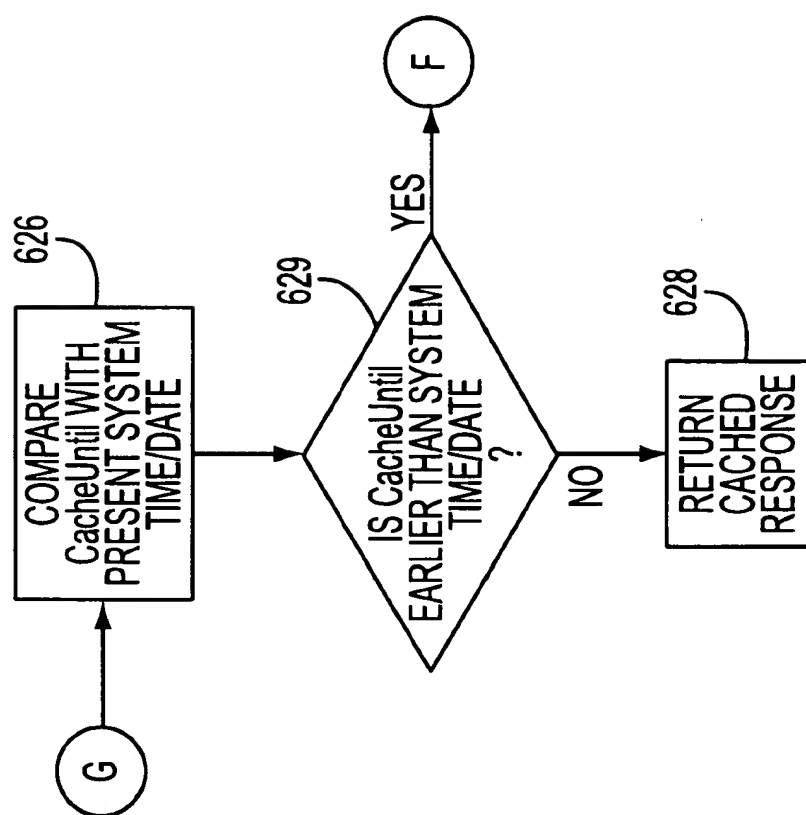 G
626
COMPARE
CacheUntil WITH
PRESENT SYSTEM
TIME/DATE
629
IS CacheUntil
EARLIER THAN SYSTEM
TIME/DATE
?
YES
F
NO
628
RETURN
CACHED
RESPONSE